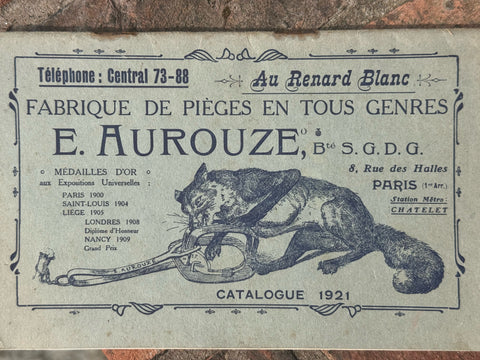 Téléphone : Central 73-88
Au Renard Blanc
FABRIQUE DE PIÈGES EN TOUS GENRES
E. AUROUZE, Bté S. G. D. G.
MÉDAILLES D'OR
aux Expositions Universelles :
PARIS 1900
SAINT-LOUIS 1904
LIÈGE 1905
LONDRES 1908
Diplôme d'Honneur
NANCY 1909
Grand Prix
8, Rue des Halles
PARIS (1er Arr.)
Station Métro :
CHATELET
E AUROUZE
CATALOGUE 1921